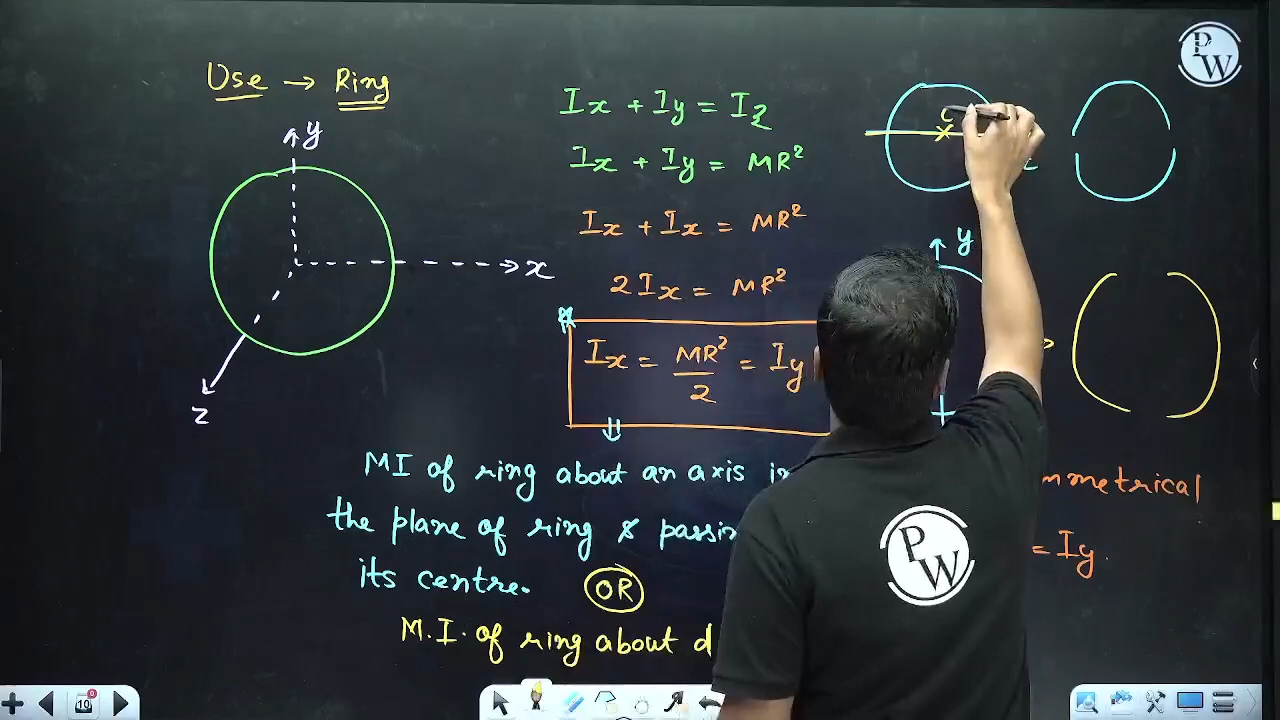 Use → Ring
y
x
z
Ix + Iy = Iz
Ix + Iy = MR²
Ix + Ix = MR²
2Ix = MR²
Ix = MR²/2 = Iy
MI of ring about an axis in
the plane of ring & passin
its centre. OR
M.I. of ring about d
C
x
y
mmetrical
= Iy.
PW
PW
10